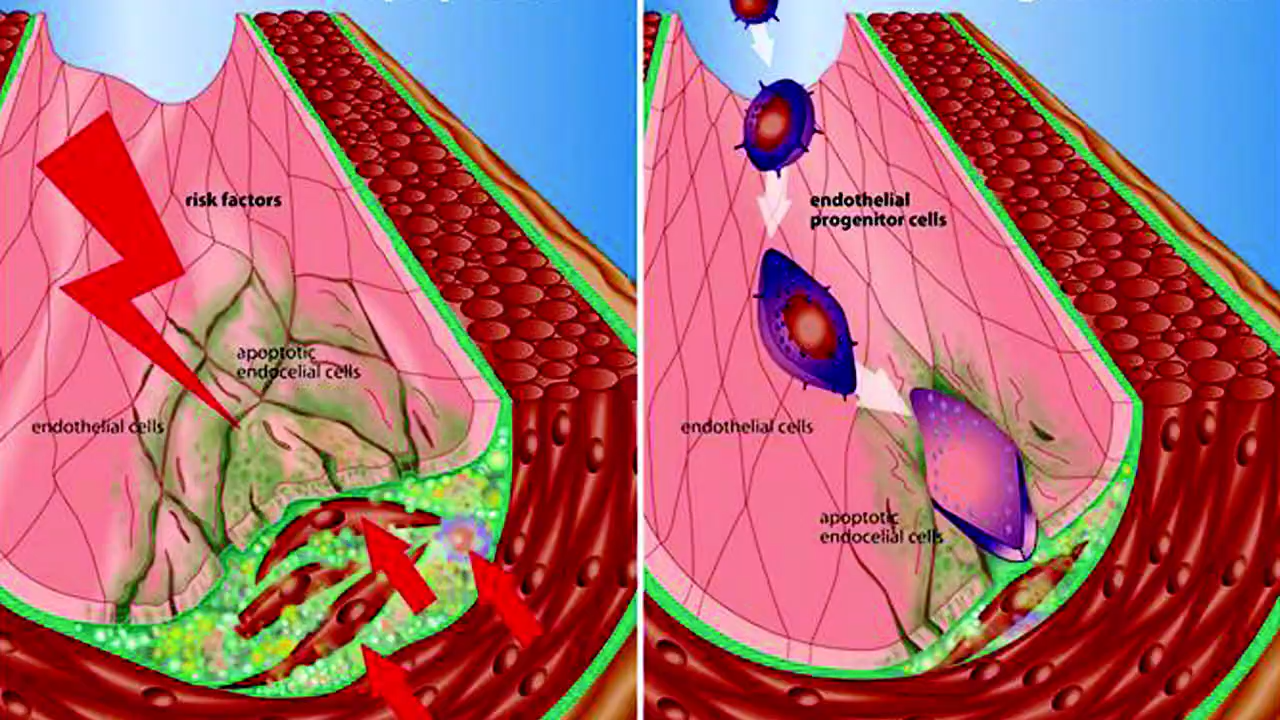 risk factors
apoptotic
endocelial cells
endothelial cells
endothelial
progenitor cells
endothelial cells
apoptotic
endocelial cells